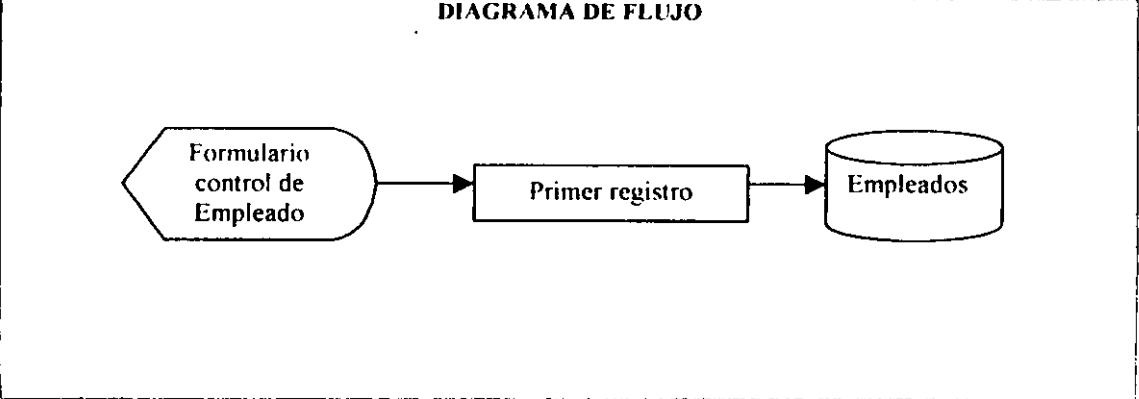 DIAGRAMA DE FLUJO
Formulario
control de
Empleado
Primer registro
Empleados